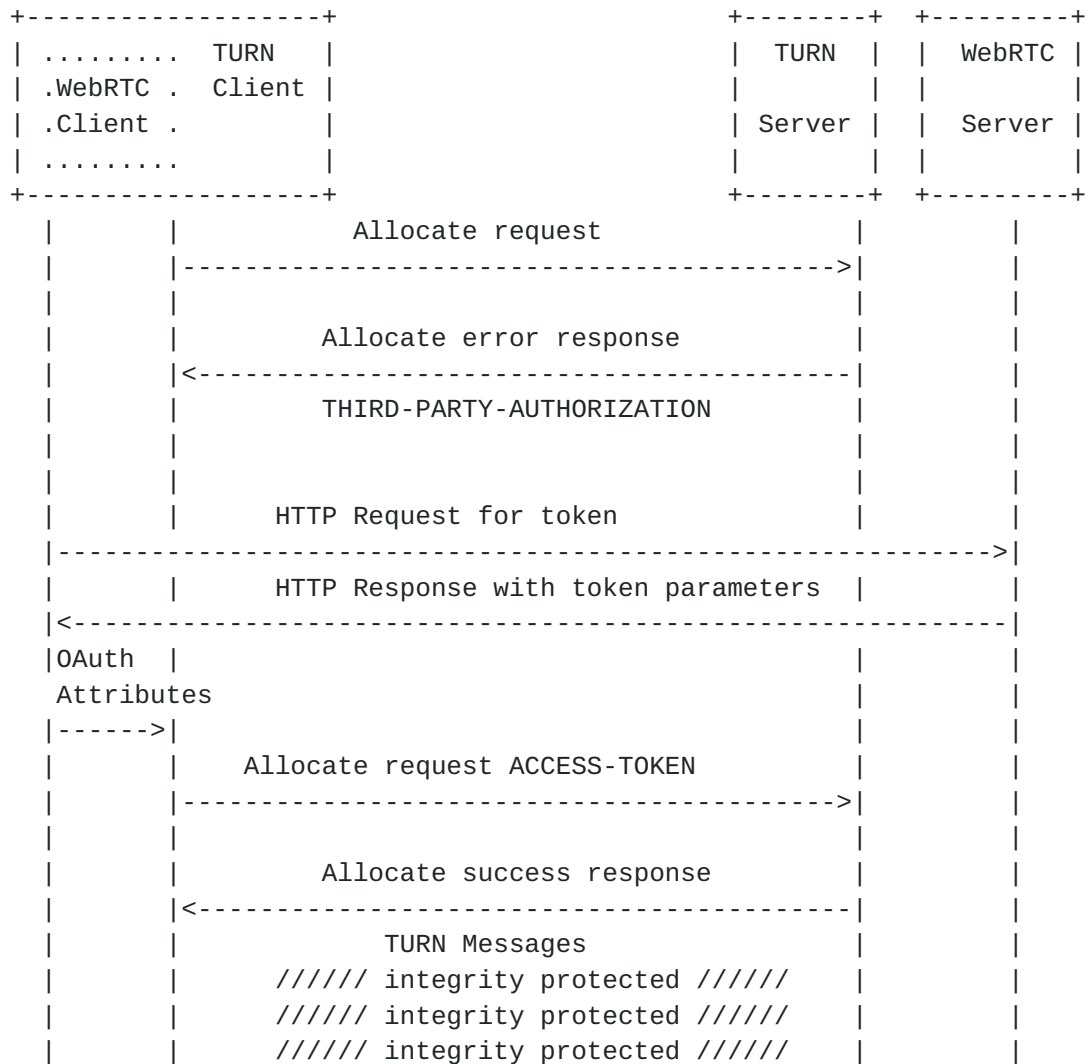 +-------------------+                         +--------+  +---------+
| .........  TURN   |                         |  TURN  |  |  WebRTC |
| .WebRTC .  Client |                         |        |  |         |
| .Client .         |                         | Server |  |  Server |
| .........         |                         |        |  |         |
+-------------------+                         +--------+  +---------+
  |       |           Allocate request                |         |
  |       |------------------------------------------>|         |
  |       |                                           |         |
  |       |         Allocate error response           |         |
  |       |<------------------------------------------|         |
  |       |         THIRD-PARTY-AUTHORIZATION         |         |
  |       |                                           |         |
  |       |                                           |         |
  |       |      HTTP Request for token               |         |
  |------------------------------------------------------------>|
  |       |      HTTP Response with token parameters  |         |
  |<------------------------------------------------------------|
  |OAuth  |                                           |         |
   Attributes                                         |         |
  |------>|                                           |         |
  |       |    Allocate request ACCESS-TOKEN          |         |
  |       |------------------------------------------>|         |
  |       |                                           |         |
  |       |         Allocate success response         |         |
  |       |<------------------------------------------|         |
  |       |             TURN Messages                 |         |
  |       |      ////// integrity protected //////    |         |
  |       |      ////// integrity protected //////    |         |
  |       |      ////// integrity protected //////    |         |